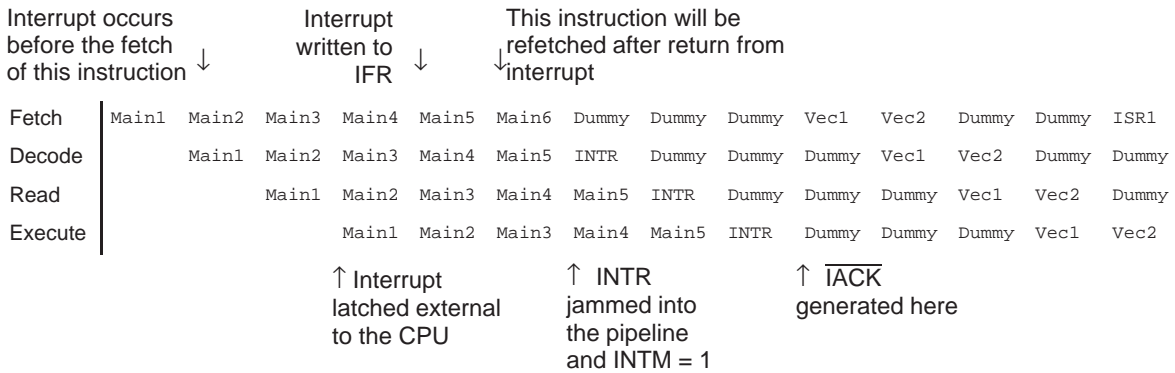 Interrupt occurs
before the fetch
of this instruction ↓
Interrupt
written to
IFR ↓
This instruction will be
↓refetched after return from
interrupt
Fetch Main1 Main2 Main3 Main4 Main5 Main6 Dummy Dummy Dummy Vec1 Vec2 Dummy Dummy ISR1
Decode Main1 Main2 Main3 Main4 Main5 INTR Dummy Dummy Dummy Vec1 Vec2 Dummy Dummy
Read Main1 Main2 Main3 Main4 Main5 INTR Dummy Dummy Dummy Vec1 Vec2 Dummy
Execute Main1 Main2 Main3 Main4 Main5 INTR Dummy Dummy Dummy Vec1 Vec2
↑ Interrupt
latched external
to the CPU
↑ INTR
jammed into
the pipeline
and INTM = 1
↑ IACK
generated here